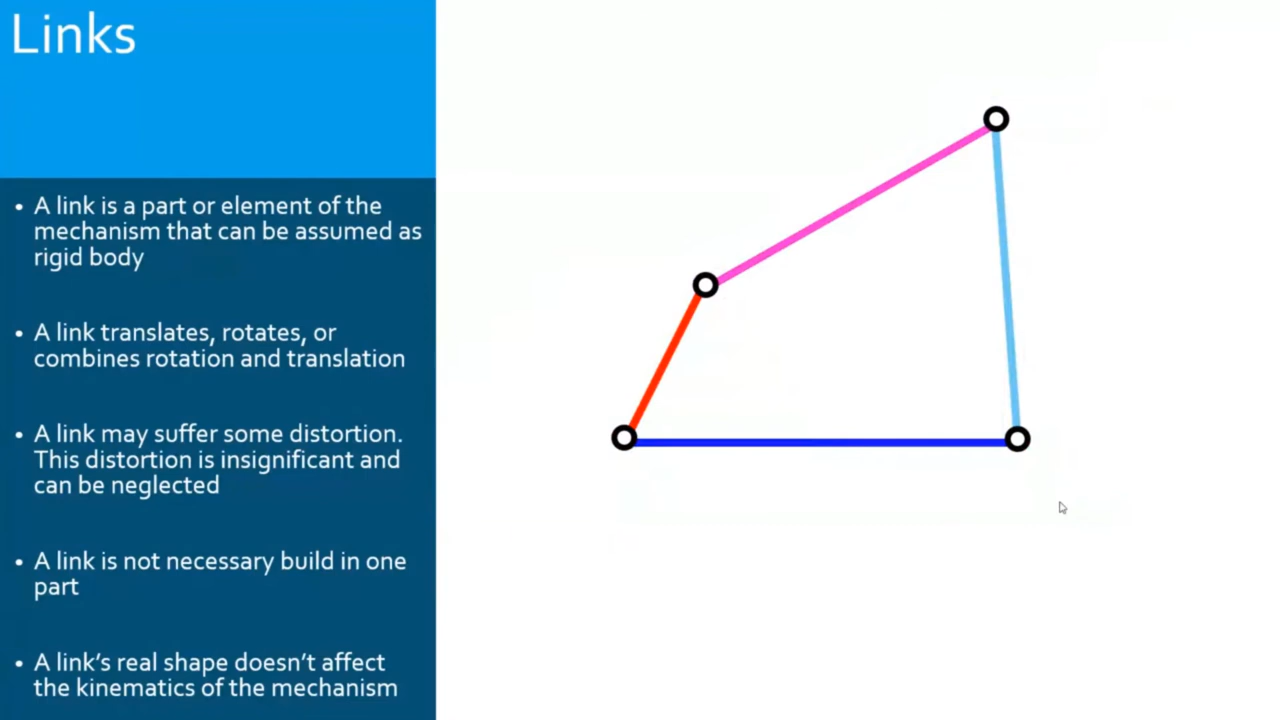 Links
• A link is a part or element of the
mechanism that can be assumed as
rigid body
• A link translates, rotates, or
combines rotation and translation
• A link may suffer some distortion.
This distortion is insignificant and
can be neglected
• A link is not necessary build in one
part
• A link’s real shape doesn’t affect
the kinematics of the mechanism